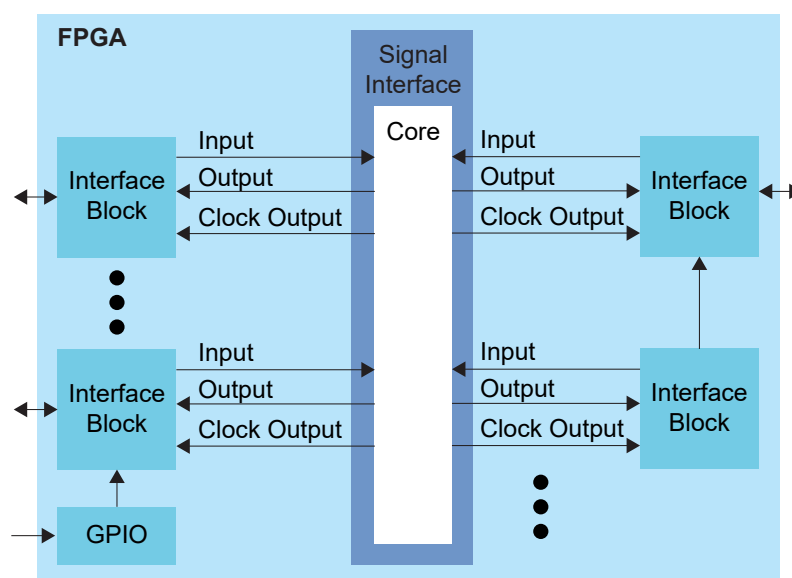 FPGA
Signal
Interface
Core
Interface
Block
Input
Output
Clock Output
Input
Output
Clock Output
Interface
Block
Interface
Block
Input
Output
Clock Output
Input
Output
Clock Output
Interface
Block
GPIO